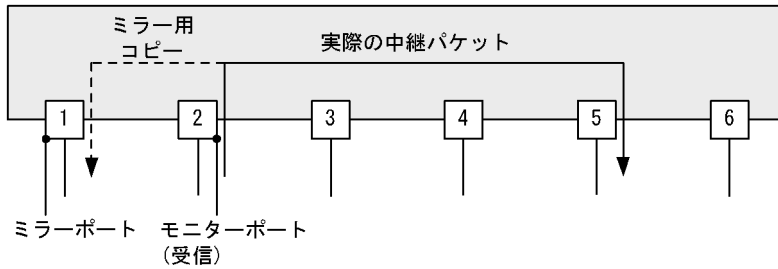 ミラー用
コピー
実際の中継パケット
1 2 3 4 5 6
ミラーポート モニターポート
(受信)